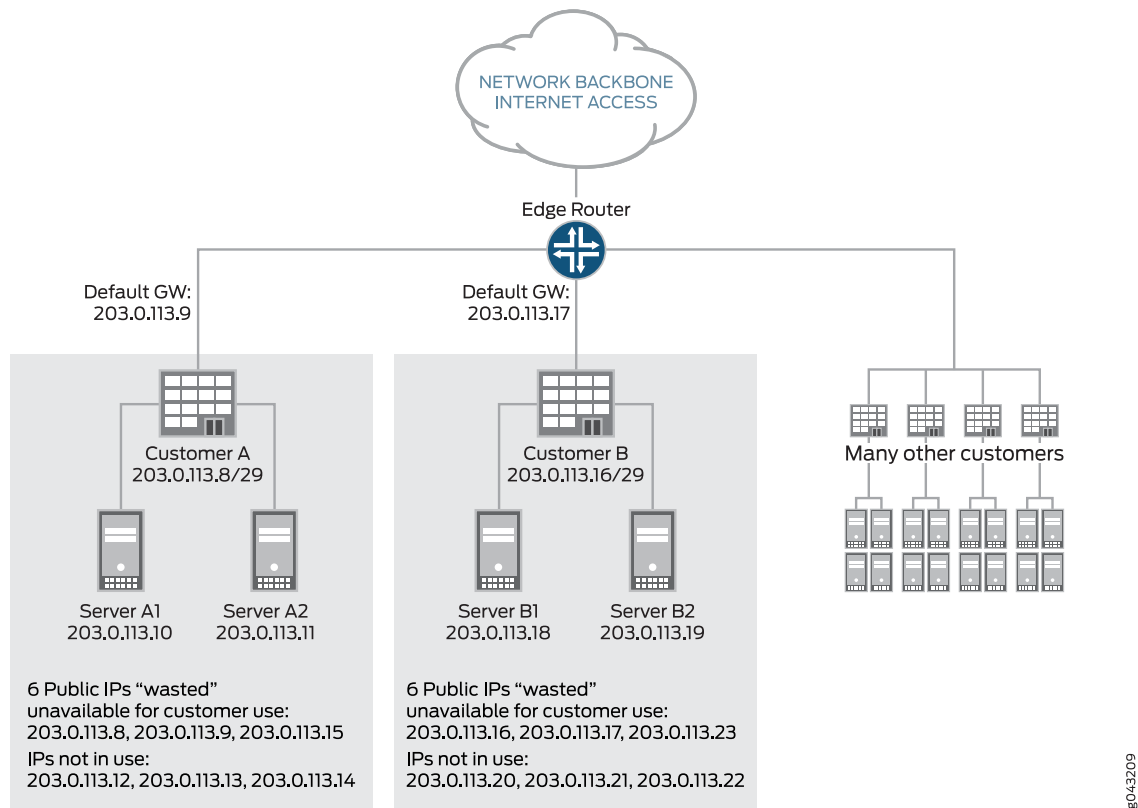 NETWORK BACKBONE
INTERNET ACCESS
Edge Router
Default GW:
203.0.113.9
Default GW:
203.0.113.17
Customer A
203.0.113.8/29
Customer B
203.0.113.16/29
Many other customers
Server A1
203.0.113.10
Server A2
203.0.113.11
Server B1
203.0.113.18
Server B2
203.0.113.19
6 Public IPs “wasted”
unavailable for customer use:
203.0.113.8, 203.0.113.9, 203.0.113.15
IPs not in use:
203.0.113.12, 203.0.113.13, 203.0.113.14
6 Public IPs “wasted”
unavailable for customer use:
203.0.113.16, 203.0.113.17, 203.0.113.23
IPs not in use:
203.0.113.20, 203.0.113.21, 203.0.113.22
g043209